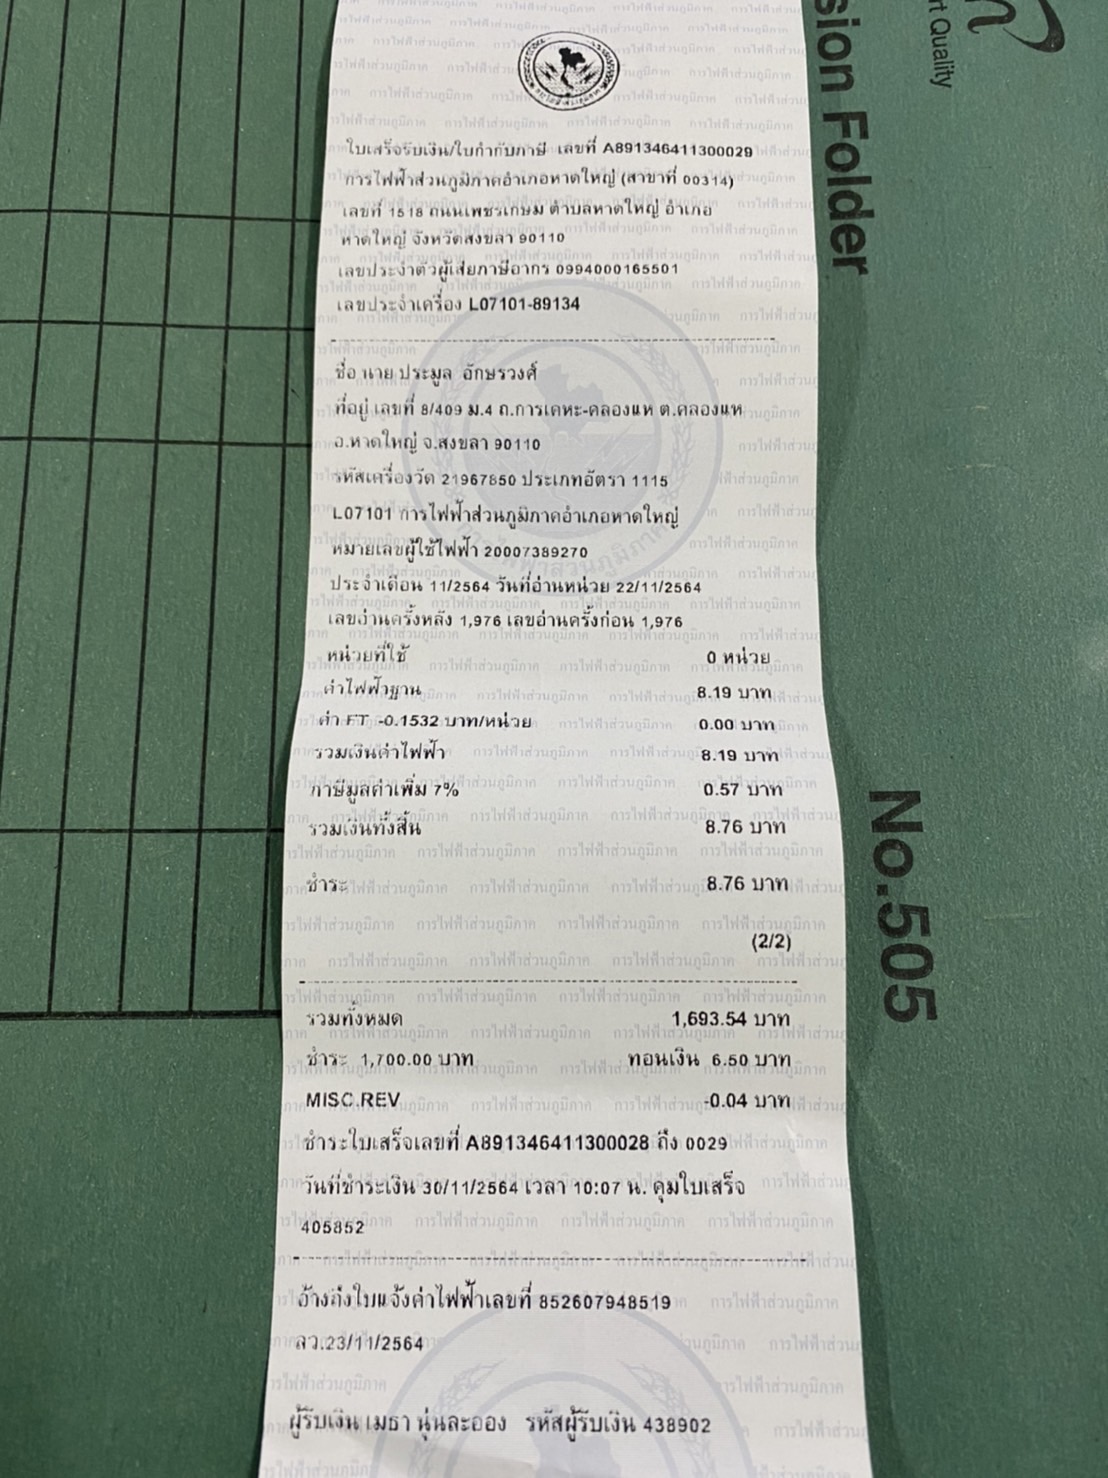 ใบเสร็จรับเงิน/ใบกำกับภาษี เลขที่ A891346411300029
การไฟฟ้าส่วนภูมิภาคอำเภอหาดใหญ่ (สาขาที่ 00314)
เลขที่ 1518 ถนนเพชรเกษม ตำบลหาดใหญ่ อำเภอ
หาดใหญ่ จังหวัดสงขลา 90110
เลขประจำตัวผู้เสียภาษีอากร 0994000165501
เลขประจำเครื่อง L07101-89134
ชื่อ นาย ประมูล อักษรวงศ์
ที่อยู่ เลขที่ 8/409 ม.4 ถ.การเคหะ-คลองแห ต.คลองแห
อ.หาดใหญ่ จ.สงขลา 90110
รหัสเครื่องวัด 21967850 ประเภทอัตรา 1115
L07101 การไฟฟ้าส่วนภูมิภาคอำเภอหาดใหญ่
หมายเลขผู้ใช้ไฟฟ้า 20007389270
ประจำเดือน 11/2564 วันที่อ่านหน่วย 22/11/2564
เลขอ่านครั้งหลัง 1,976 เลขอ่านครั้งก่อน 1,976
หน่วยที่ใช้ 0 หน่วย
ค่าไฟฟ้าฐาน 8.19 บาท
ค่า FT -0.1532 บาท/หน่วย 0.00 บาท
รวมเงินค่าไฟฟ้า 8.19 บาท
ภาษีมูลค่าเพิ่ม 7% 0.57 บาท
รวมเงินทั้งสิ้น 8.76 บาท
ชำระ 8.76 บาท
(2/2)
รวมทั้งหมด 1,693.54 บาท
ชำระ 1,700.00 บาท ทอนเงิน 6.50 บาท
MISC.REV -0.04 บาท
ชำระใบเสร็จเลขที่ A891346411300028 ถึง 0029
วันที่ชำระเงิน 30/11/2564 เวลา 10:07 น. คุมใบเสร็จ
405852
อ้างถึงใบแจ้งค่าไฟฟ้าเลขที่ 852607948519
ลว.23/11/2564
ผู้รับเงิน เมธา นุ่นละออง รหัสผู้รับเงิน 438902
sion Folder
rt Quality
No.505